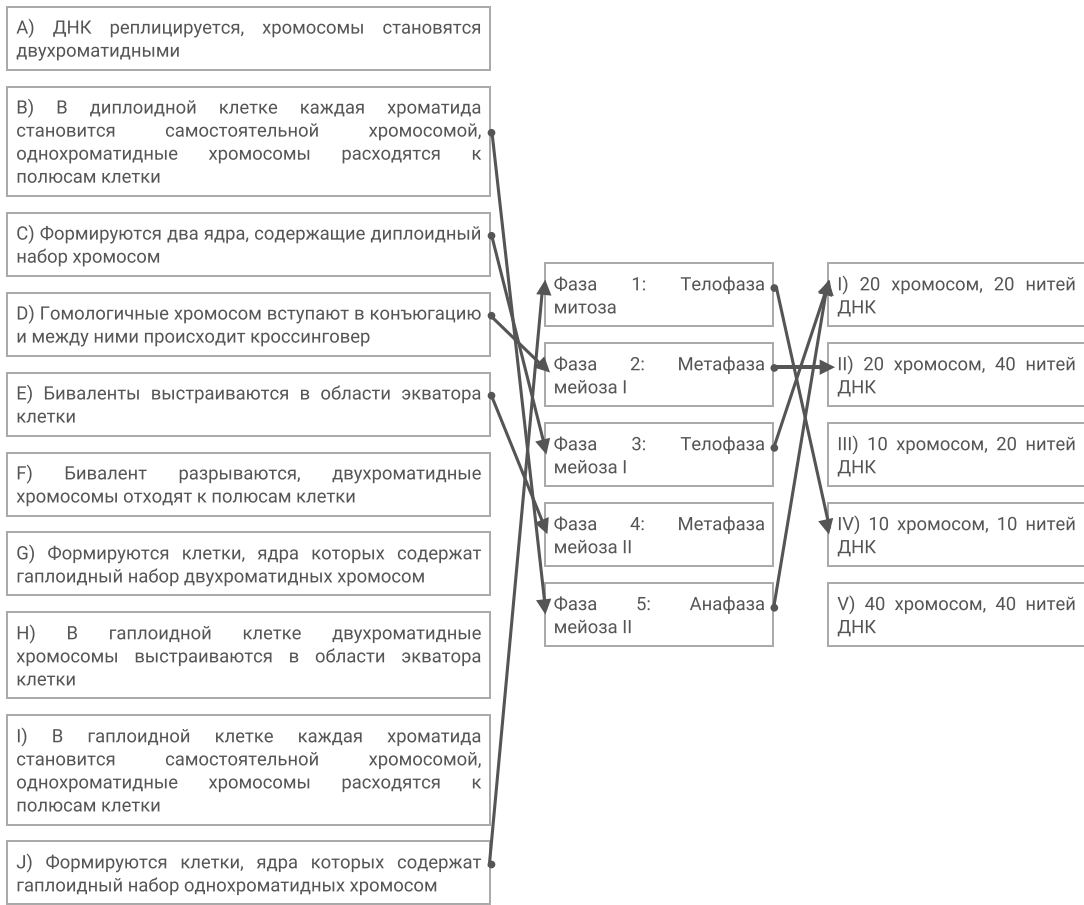 A) ДНК реплицируется, хромосомы становятся
двухроматидными
B) В диплоидной клетке каждая хроматида
становится самостоятельной хромосомой,
однохроматидные хромосомы расходятся к
полюсам клетки
C) Формируются два ядра, содержащие диплоидный
набор хромосом
D) Гомологичные хромосом вступают в конъюгацию
и между ними происходит кроссинговер
E) Биваленты выстраиваются в области экватора
клетки
F) Бивалент разрываются, двухроматидные
хромосомы отходят к полюсам клетки
G) Формируются клетки, ядра которых содержат
гаплоидный набор двухроматидных хромосом
H) В гаплоидной клетке двухроматидные
хромосомы выстраиваются в области экватора
клетки
I) В гаплоидной клетке каждая хроматида
становится самостоятельной хромосомой,
однохроматидные хромосомы расходятся к
полюсам клетки
J) Формируются клетки, ядра которых содержат
гаплоидный набор однохроматидных хромосом
Фаза 1: Телофаза
митоза
Фаза 2: Метафаза
мейоза I
Фаза 3: Телофаза
мейоза I
Фаза 4: Метафаза
мейоза II
Фаза 5: Анафаза
мейоза II
I) 20 хромосом, 20 нитей
ДНК
II) 20 хромосом, 40 нитей
ДНК
III) 10 хромосом, 20 нитей
ДНК
IV) 10 хромосом, 10 нитей
ДНК
V) 40 хромосом, 40 нитей
ДНК